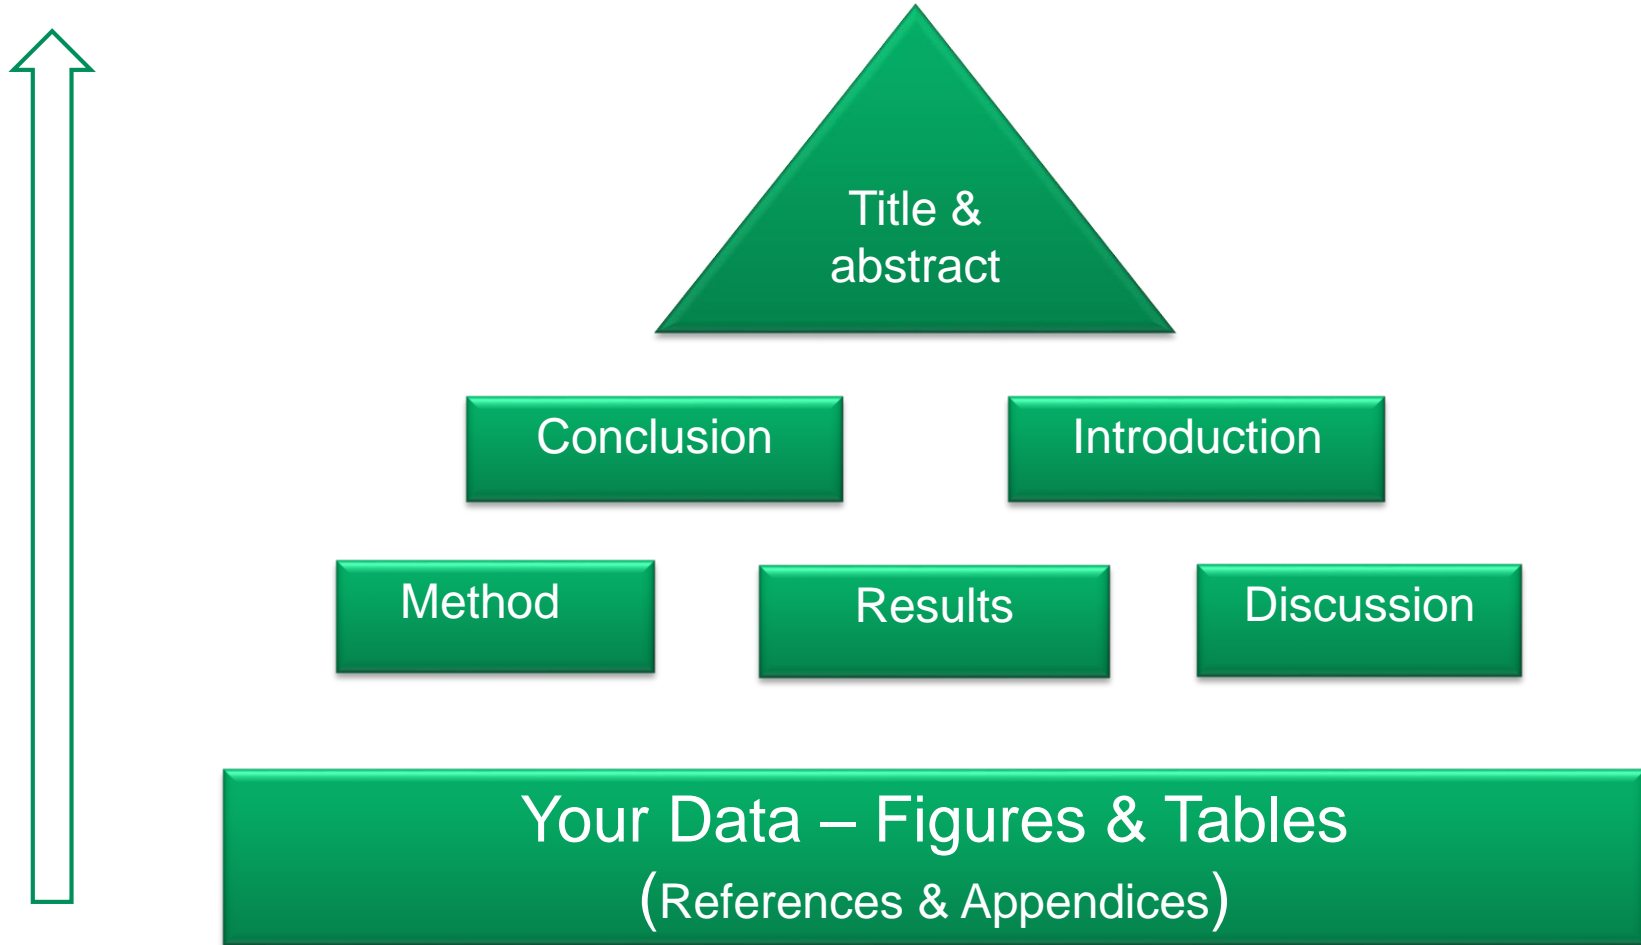 Title &
abstract
Conclusion
Introduction
Method
Results
Discussion
Your Data – Figures & Tables
(References & Appendices)